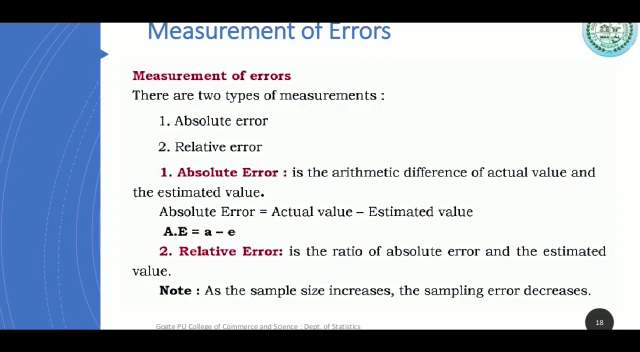 Measurement of Errors
Measurement of errors
There are two types of measurements :
1. Absolute error
2. Relative error
1. Absolute Error : is the arithmetic difference of actual value and
the estimated value.
Absolute Error = Actual value – Estimated value
A.E = a – e
2. Relative Error: is the ratio of absolute error and the estimated
value.
Note : As the sample size increases, the sampling error decreases.
Gogte PU College of Commerce and Science : Dept. of Statistics
18